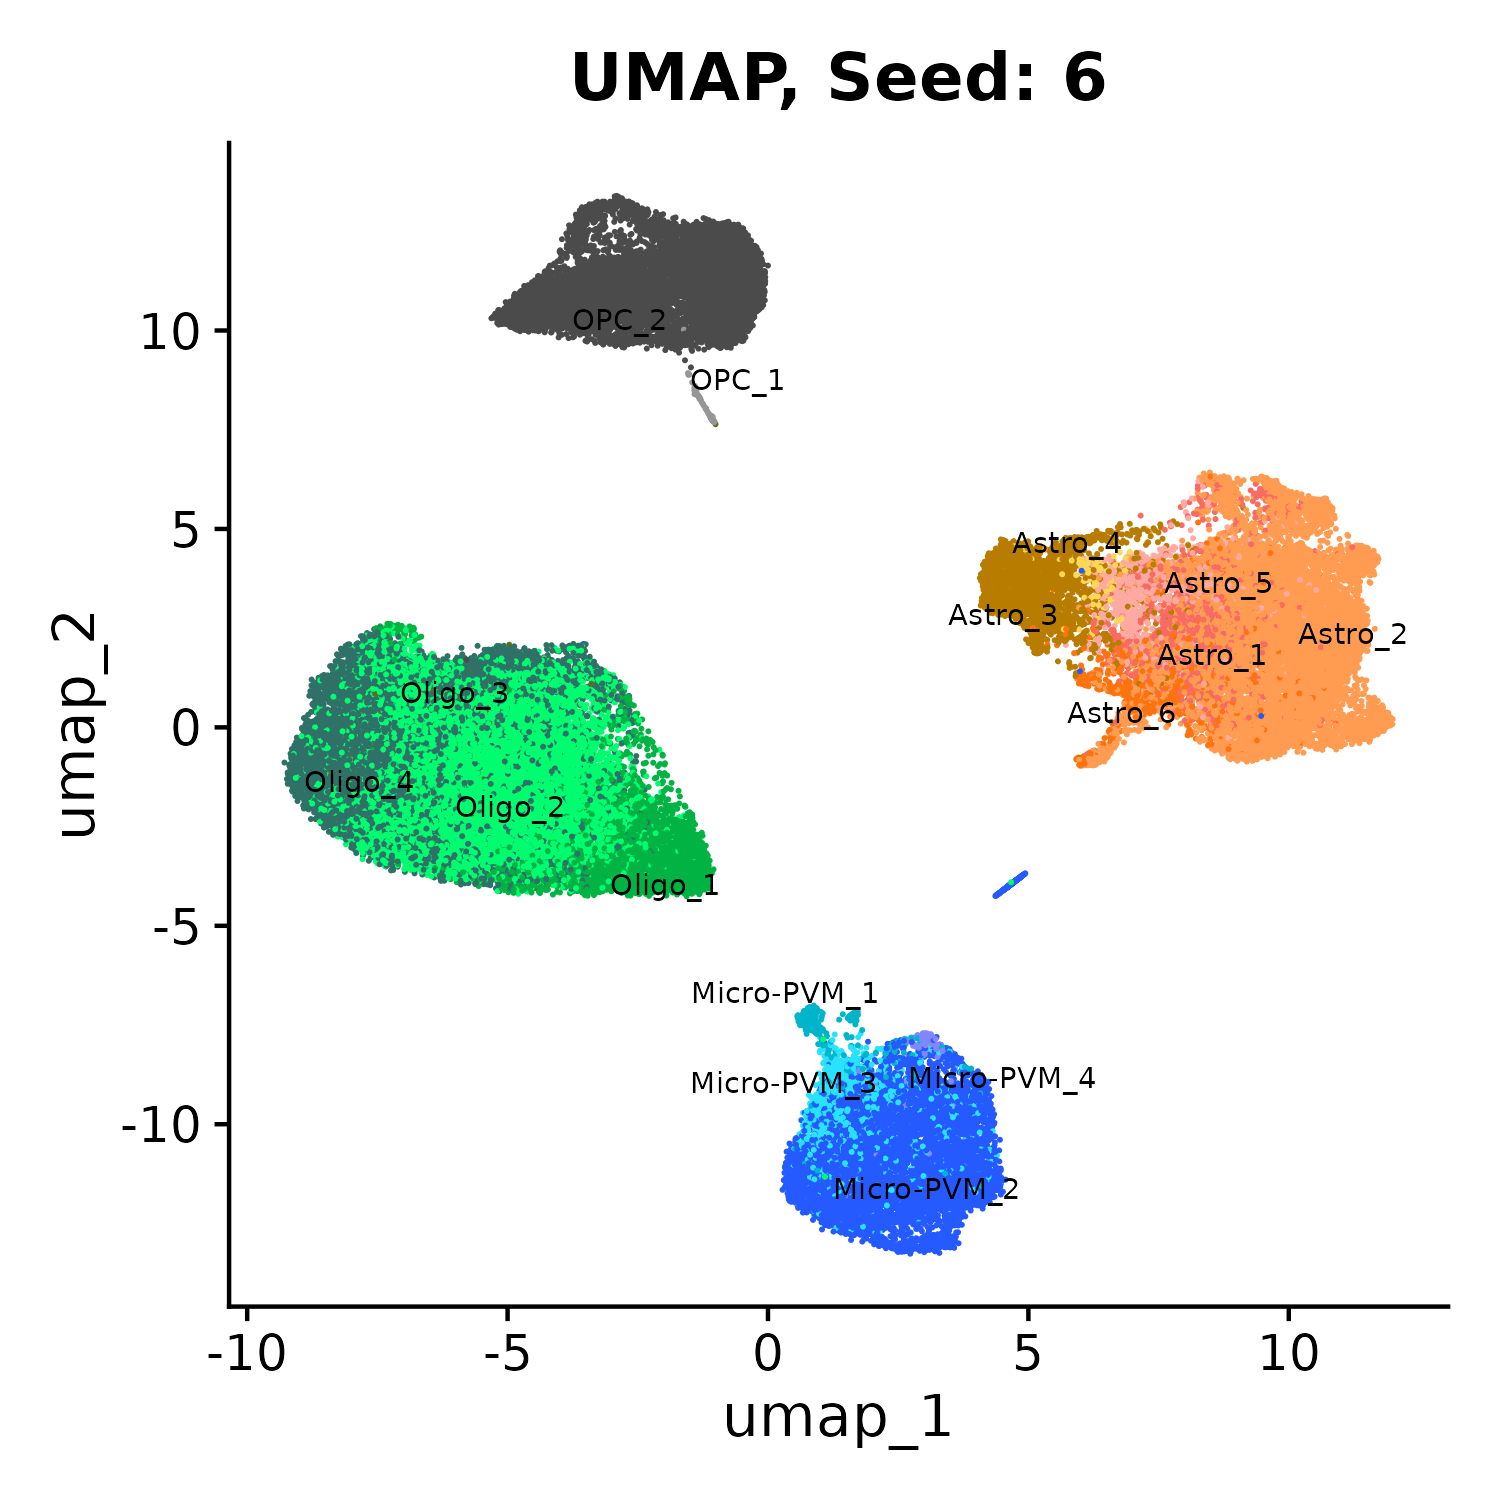 UMAP, Seed: 6
umap_2
10
5
0
-5
-10
OPC_2
OPC_1
Astro_4
Astro_5
Astro_3
Astro_2
Astro_1
Astro_6
Oligo_3
Oligo_4
Oligo_2
Oligo_1
Micro-PVM_1
Micro-PVM_3
Micro-PVM_4
Micro-PVM_2
-10
-5
0
5
10
umap_1